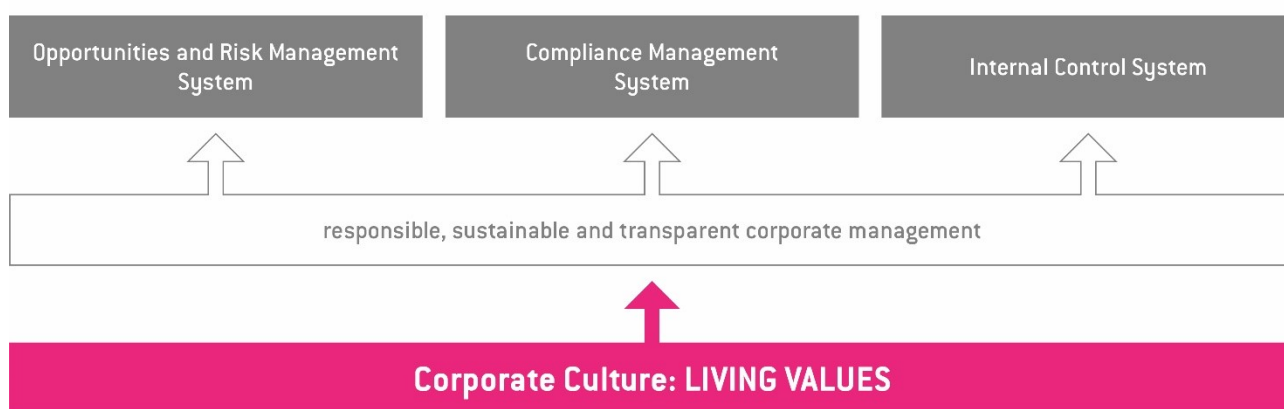 Opportunities and Risk Management
System
Compliance Management
System
Internal Control System
responsible, sustainable and transparent corporate management
Corporate Culture: LIVING VALUES